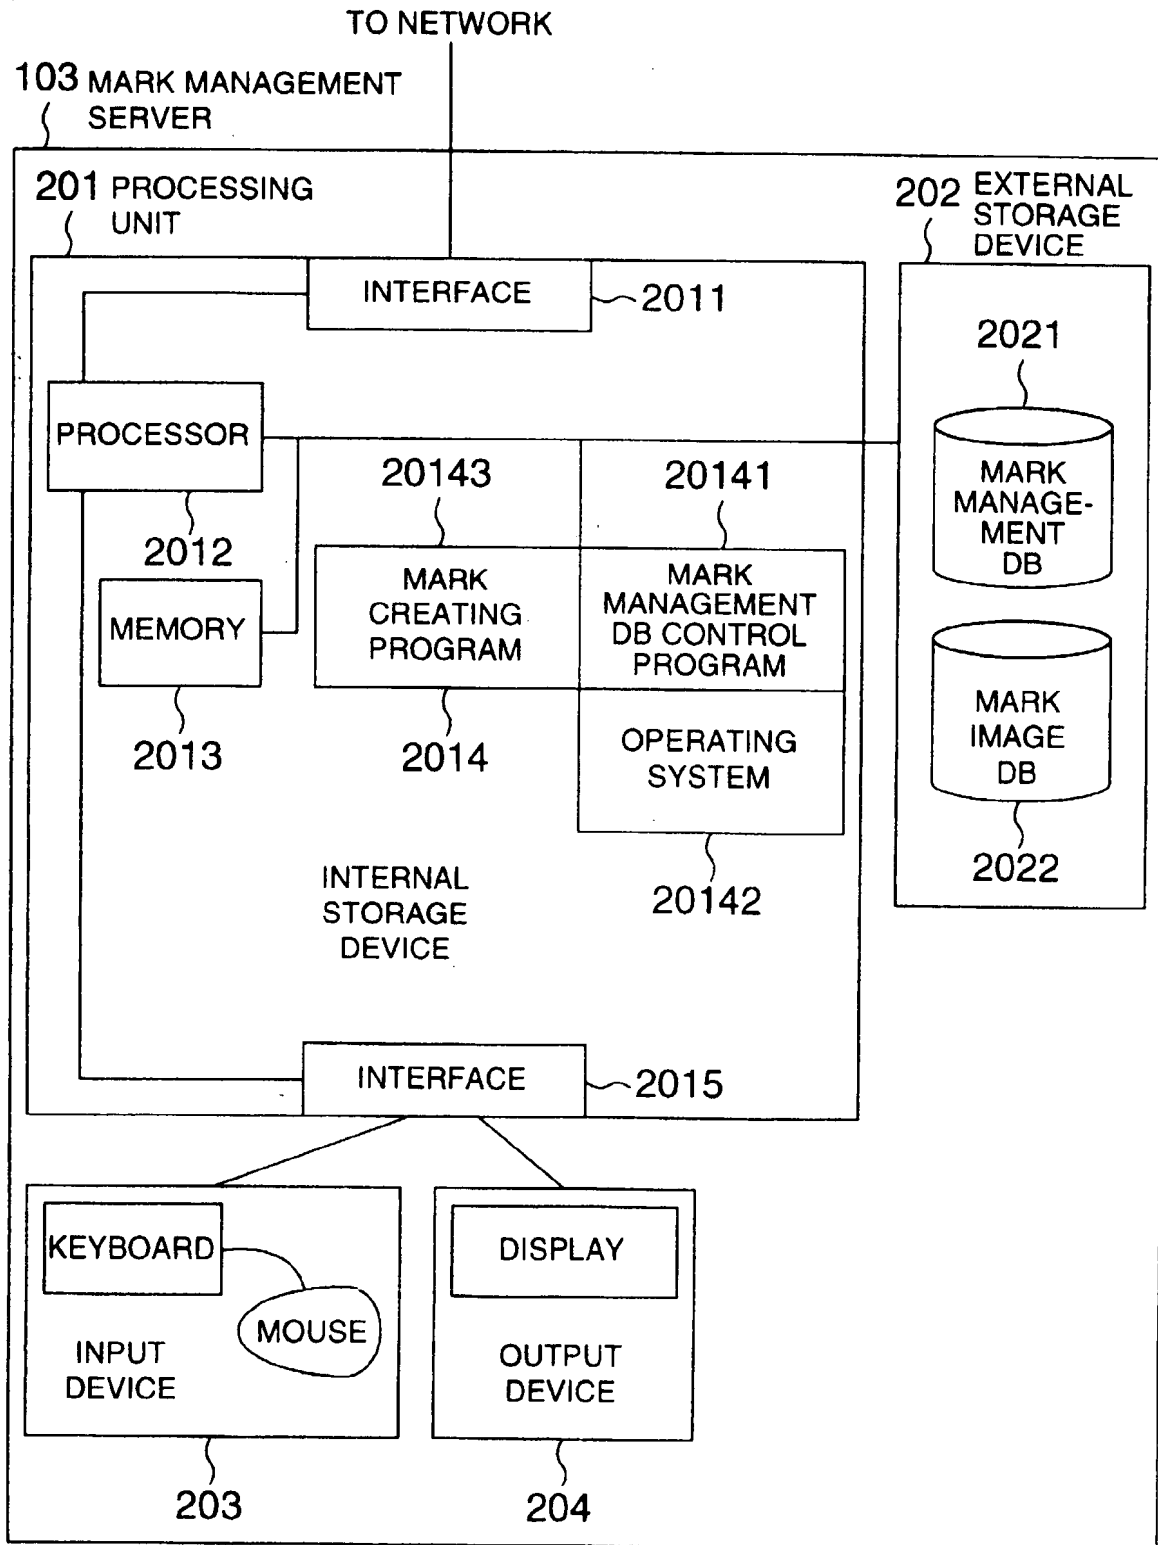 TO NETWORK
103 MARK MANAGEMENT
SERVER
201 PROCESSING
UNIT
202 EXTERNAL
STORAGE
DEVICE
INTERFACE
2011
PROCESSOR
2012
MEMORY
2013
20143
MARK
CREATING
PROGRAM
2014
20141
MARK
MANAGEMENT
DB CONTROL
PROGRAM
OPERATING
SYSTEM
20142
INTERNAL
STORAGE
DEVICE
2021
MARK
MANAGE-
MENT
DB
MARK
IMAGE
DB
2022
INTERFACE
2015
KEYBOARD
MOUSE
INPUT
DEVICE
203
DISPLAY
OUTPUT
DEVICE
204